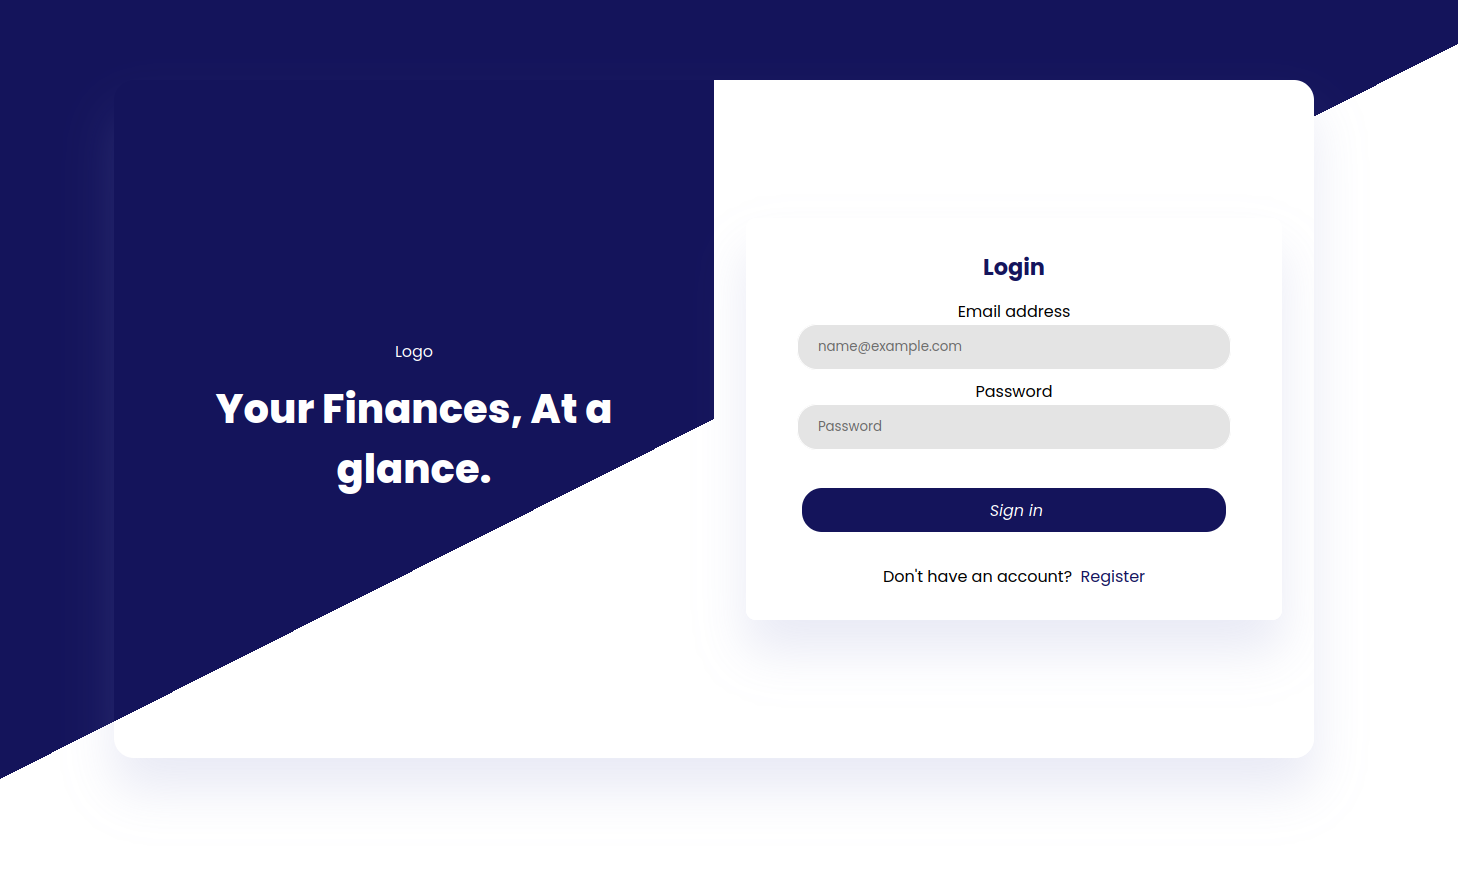 Logo
Your Finances, At a
glance.
Login
Email address
name@example.com
Password
Password
Sign in
Don't have an account? Register